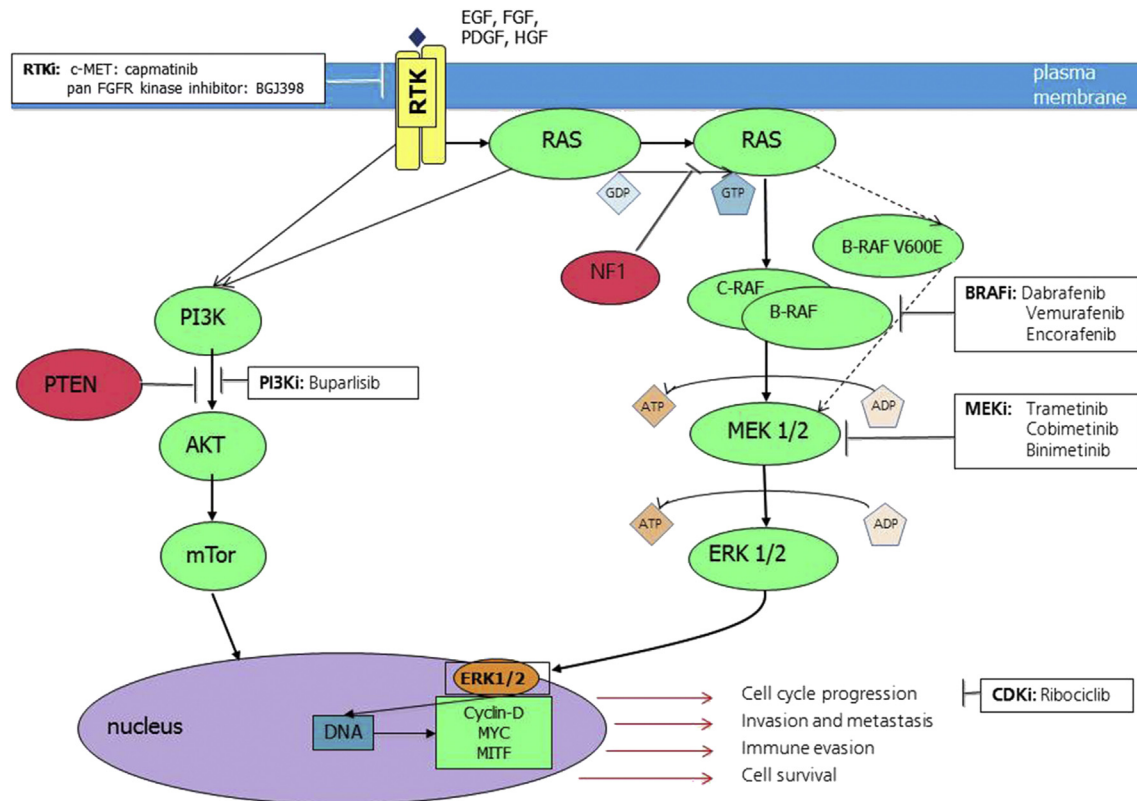 EGF, FGF,
PDGF, HGF
RTKi: c-MET: capmatinib
pan FGFR kinase inhibitor: BGJ398
RTK
plasma
membrane
RAS
RAS
GDP
GTP
B-RAF V600E
NF1
C-RAF
B-RAF
BRAFi: Dabrafenib
Vemurafenib
Encorafenib
PI3K
PTEN
PI3Ki: Buparlisib
ATP
ADP
AKT
MEK 1/2
MEKi: Trametinib
Cobimetinib
Binimetinib
ATP
ADP
mTor
ERK 1/2
ERK1/2
nucleus
DNA
Cyclin-D
MYC
MITF
Cell cycle progression
Invasion and metastasis
Immune evasion
Cell survival
CDKi: Ribociclib